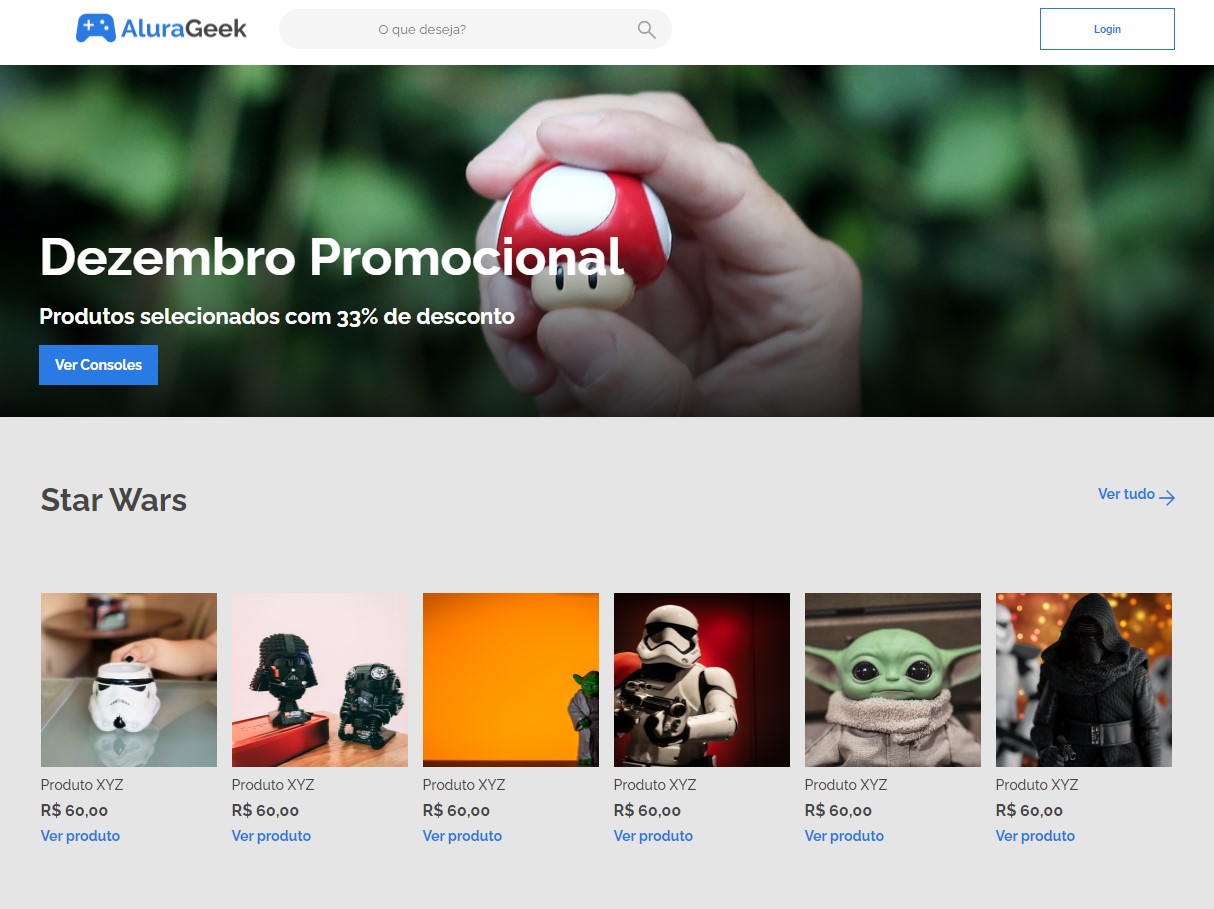 AluraGeek
O que deseja?
Login
Dezembro Promocional
Produtos selecionados com 33% de desconto
Ver Consoles
Star Wars
Ver tudo
Produto XYZ
R$ 60,00
Ver produto
Produto XYZ
R$ 60,00
Ver produto
Produto XYZ
R$ 60,00
Ver produto
Produto XYZ
R$ 60,00
Ver produto
Produto XYZ
R$ 60,00
Ver produto
Produto XYZ
R$ 60,00
Ver produto